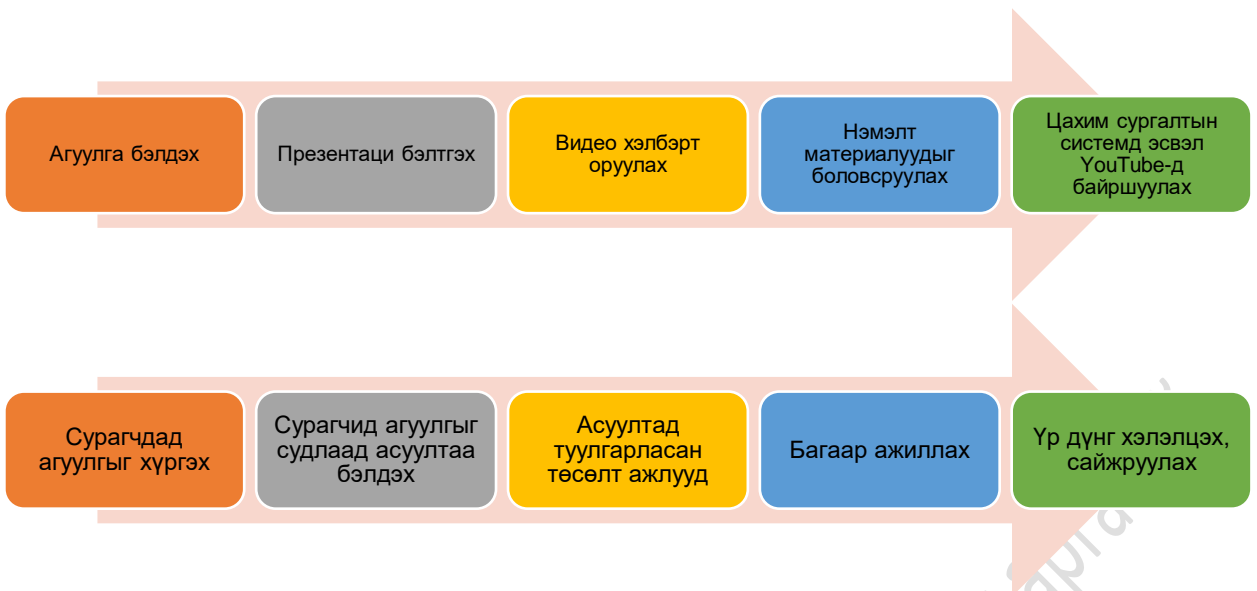 Агуулга бэлдэх
Презентаци бэлтгэх
Видео хэлбэрт
оруулах
Нэмэлт
материалуудыг
боловсруулах
Цахим сургалтын
системд эсвэл
YouTube-д
байршуулах
Сурагчдад
агуулгыг хүргэх
Сурагчид агуулгыг
судлаад асуултаа
бэлдэх
Асуултад
туулгарласан
төсөлт ажлууд
Багаар ажиллах
Үр дүнг хэлэлцэх,
сайжруулах